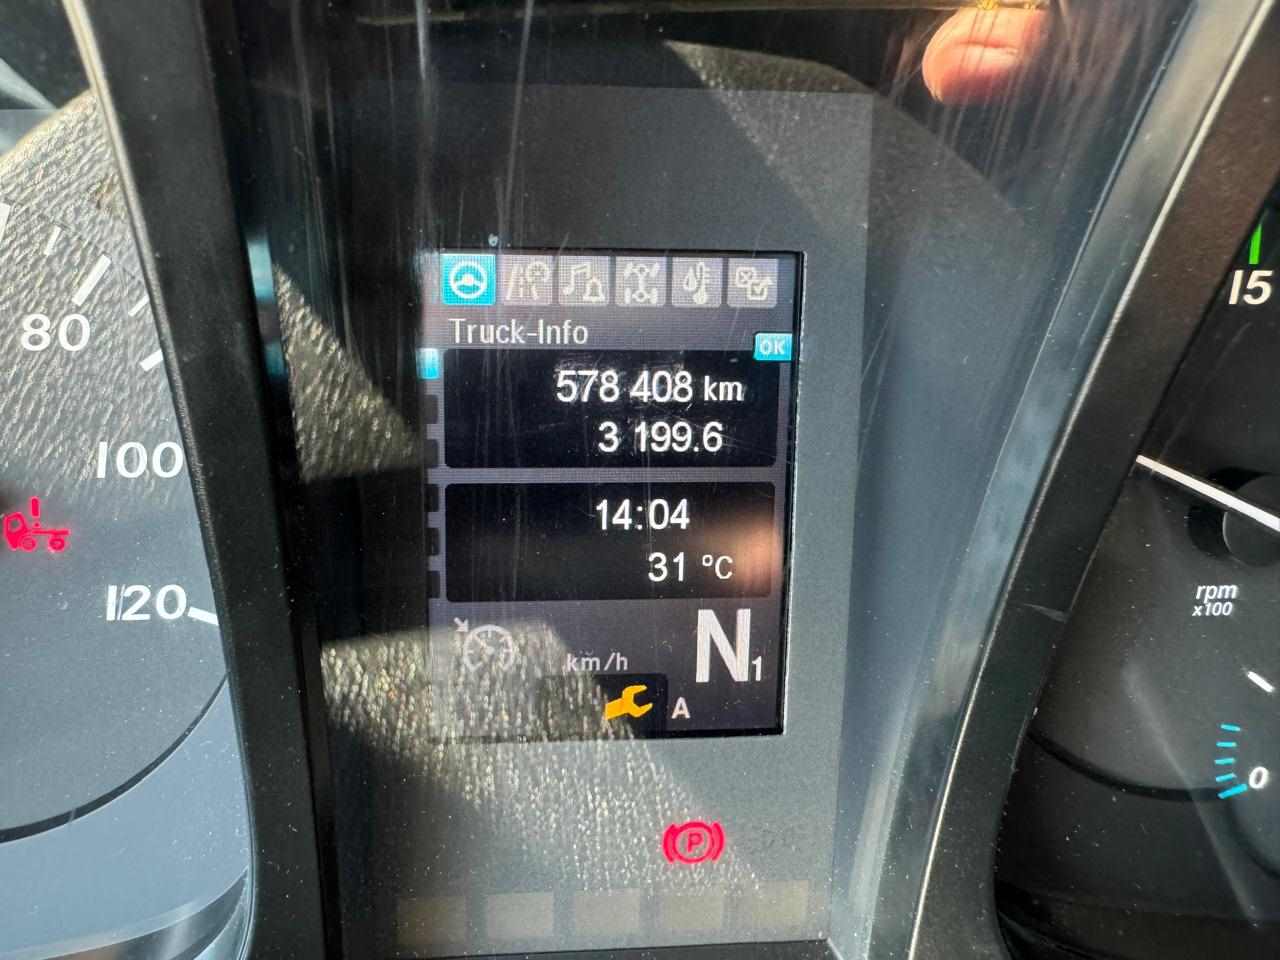 Truck-Info
OK
578 408 km
3 199.6
14:04
31 °C
km/h
N1
A
P
80
100
120
15
rpm
x100
0